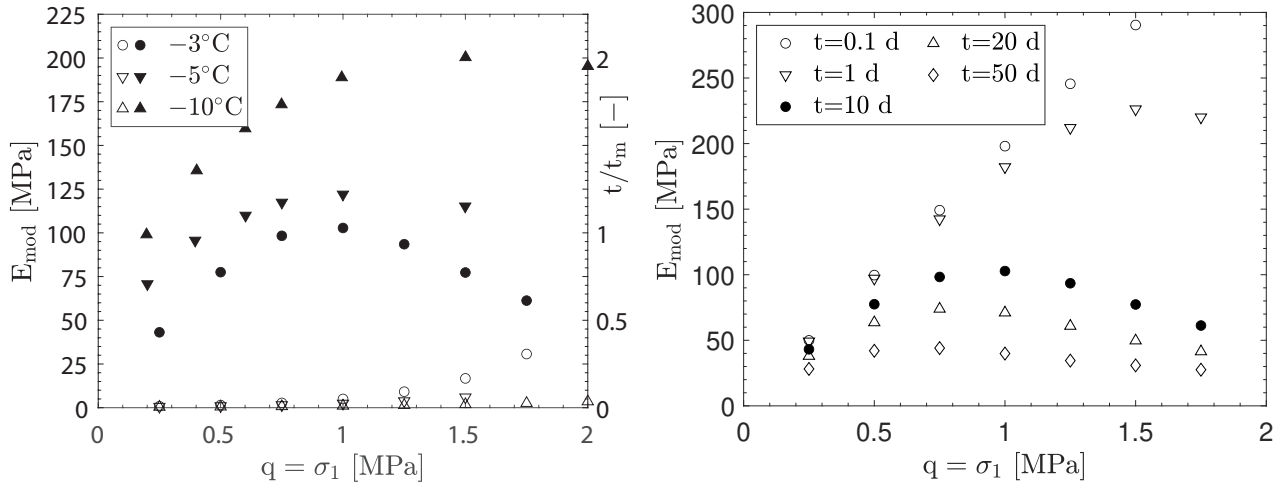 225
200
175
150
125
100
75
50
25
0
E_mod [MPa]
−3°C
−5°C
−10°C
2
1
0.5
0
t/t_m [−]
0 0.5 1 1.5 2
q = σ_1 [MPa]
300
250
200
150
100
50
0
E_mod [MPa]
t=0.1 d t=20 d
t=1 d t=50 d
t=10 d
0 0.5 1 1.5 2
q = σ_1 [MPa]